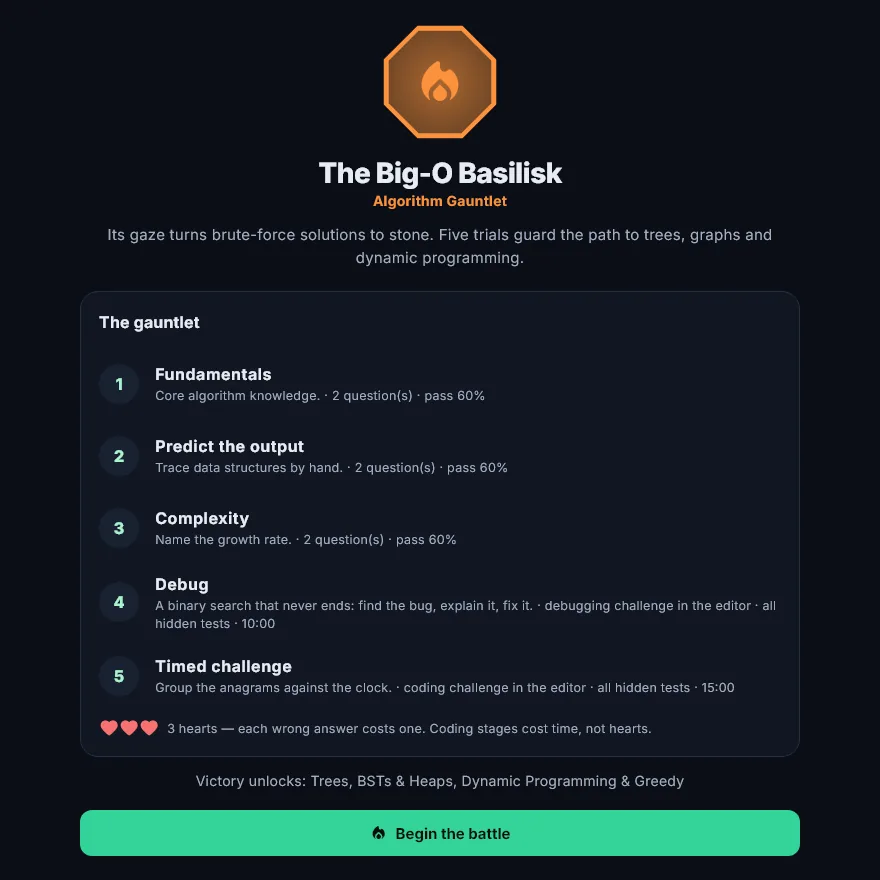 The Big-O Basilisk
Algorithm Gauntlet
Its gaze turns brute-force solutions to stone. Five trials guard the path to trees, graphs and
dynamic programming.
The gauntlet
1
Fundamentals
Core algorithm knowledge. · 2 question(s) · pass 60%
2
Predict the output
Trace data structures by hand. · 2 question(s) · pass 60%
3
Complexity
Name the growth rate. · 2 question(s) · pass 60%
4
Debug
A binary search that never ends: find the bug, explain it, fix it. · debugging challenge in the editor · all
hidden tests · 10:00
5
Timed challenge
Group the anagrams against the clock. · coding challenge in the editor · all hidden tests · 15:00
3 hearts — each wrong answer costs one. Coding stages cost time, not hearts.
Victory unlocks: Trees, BSTs & Heaps, Dynamic Programming & Greedy
Begin the battle